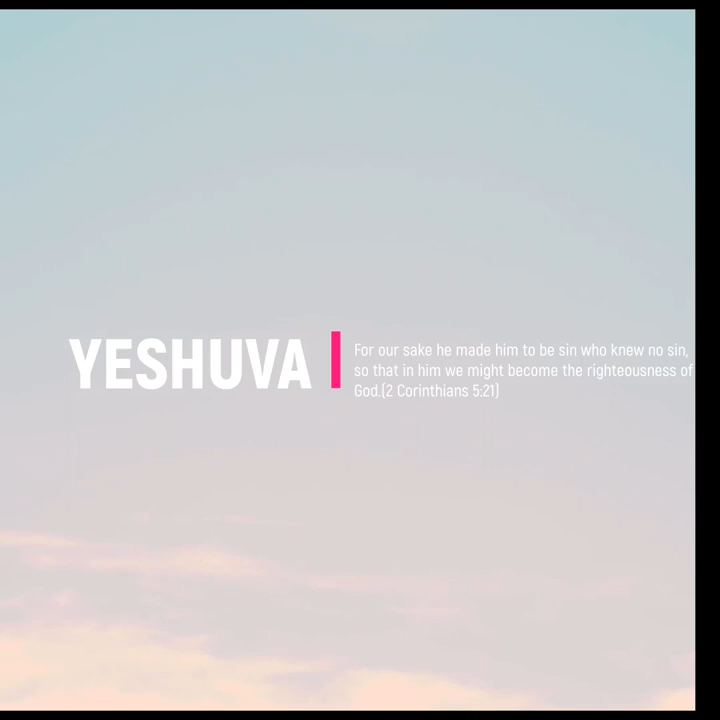 YESHUVA
For our sake he made him to be sin who knew no sin,
so that in him we might become the righteousness of
God.(2 Corinthians 5:21)